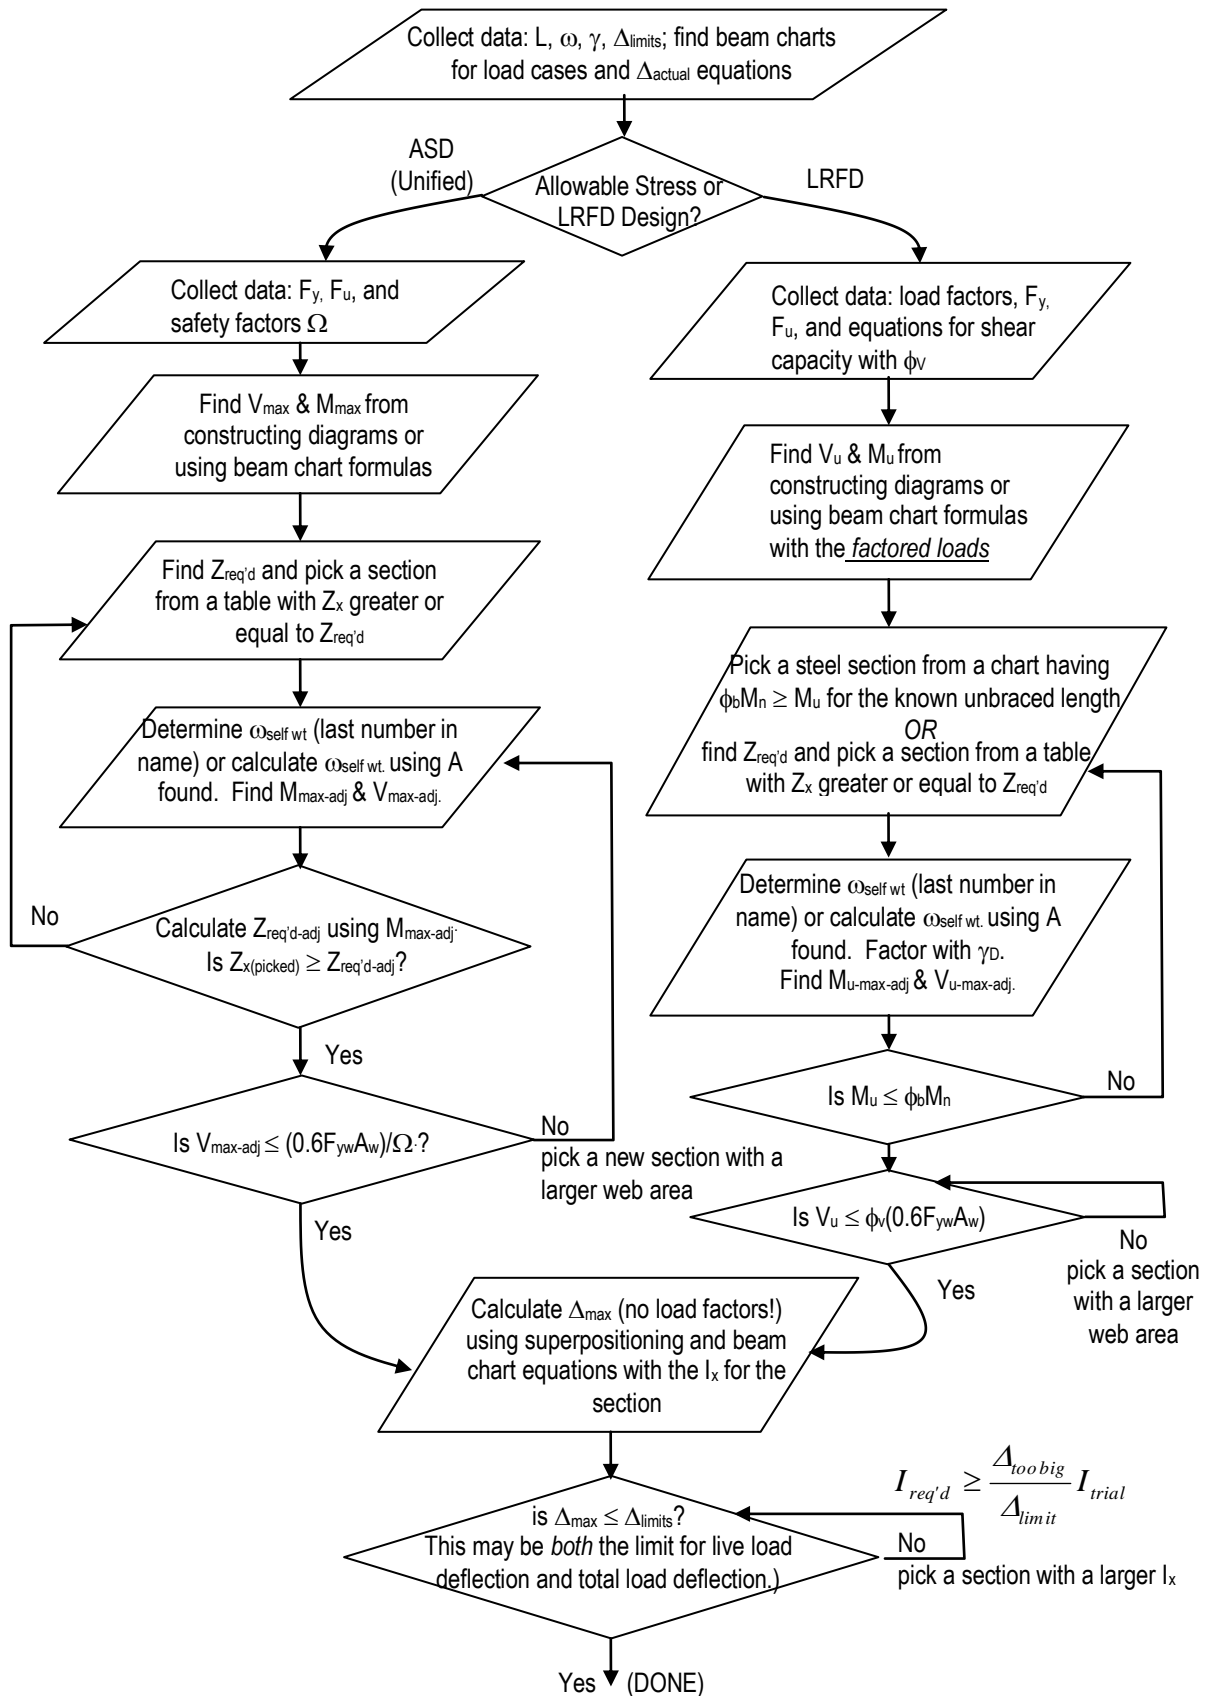 Collect data: L, ω, γ, Δlimits; find beam charts
for load cases and Δactual equations
ASD
(Unified)
Allowable Stress or
LRFD Design?
LRFD
Collect data: Fy, Fu, and
safety factors Ω
Find Vmax & Mmax from
constructing diagrams or
using beam chart formulas
Find Zreq'd and pick a section
from a table with Zx greater or
equal to Zreq'd
Determine ωself wt (last number in
name) or calculate ωself wt. using A
found. Find Mmax-adj & Vmax-adj.
No
Calculate Zreq'd-adj using Mmax-adj.
Is Zx(picked) ≥ Zreq'd-adj?
Yes
Is Vmax-adj ≤ (0.6FywAw)/Ω.?
No
pick a new section with a
larger web area
Yes
Collect data: load factors, Fy,
Fu, and equations for shear
capacity with ϕV
Find Vu & Mu from
constructing diagrams or
using beam chart formulas
with the factored loads
Pick a steel section from a chart having
ϕbMn ≥ Mu for the known unbraced length
OR
find Zreq'd and pick a section from a table
with Zx greater or equal to Zreq'd
Determine ωself wt (last number in
name) or calculate ωself wt. using A
found. Factor with γD.
Find Mu-max-adj & Vu-max-adj.
Is Mu ≤ ϕbMn
No
Is Vu ≤ ϕv(0.6FywAw)
No
pick a section
with a larger
web area
Yes
Calculate Δmax (no load factors!)
using superpositioning and beam
chart equations with the Ix for the
section
Ireq'd ≥ Δtoo big / Δlimit Itrial
is Δmax ≤ Δlimits?
This may be both the limit for live load
deflection and total load deflection.)
No
pick a section with a larger Ix
Yes (DONE)